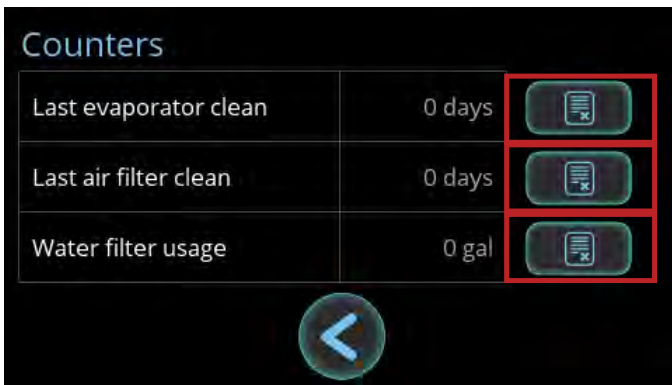 Counters
Last evaporator clean 0 days
Last air filter clean 0 days
Water filter usage 0 gal